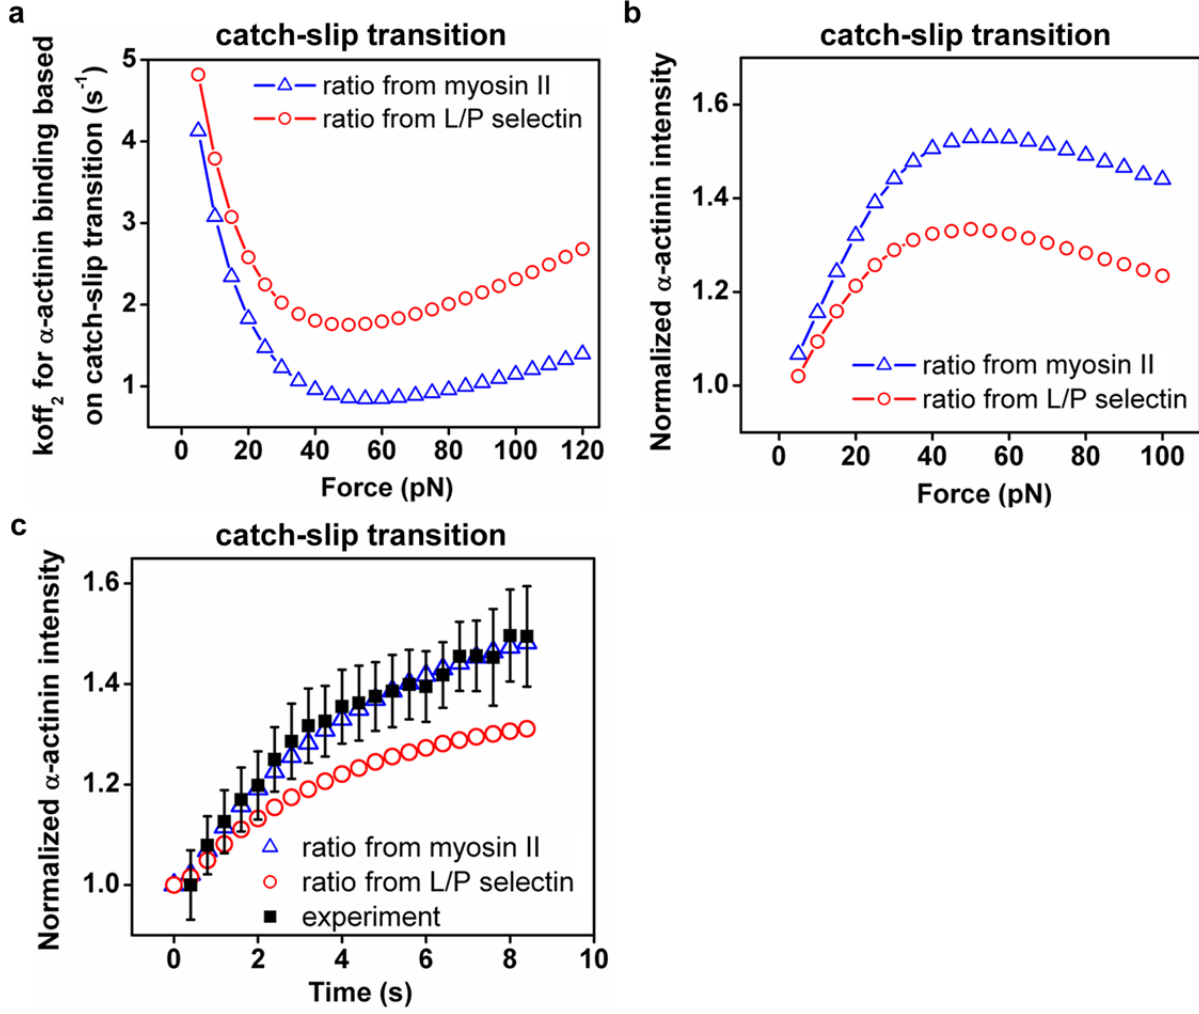 a
catch-slip transition
koff₂ for α-actinin binding based
on catch-slip transition (s⁻¹)
5
4
3
2
1
ratio from myosin II
ratio from L/P selectin
0 20 40 60 80 100 120
Force (pN)
b
catch-slip transition
Normalized α-actinin intensity
1.6
1.4
1.2
1.0
ratio from myosin II
ratio from L/P selectin
0 20 40 60 80 100
Force (pN)
c
catch-slip transition
Normalized α-actinin intensity
1.6
1.4
1.2
1.0
ratio from myosin II
ratio from L/P selectin
experiment
0 2 4 6 8 10
Time (s)